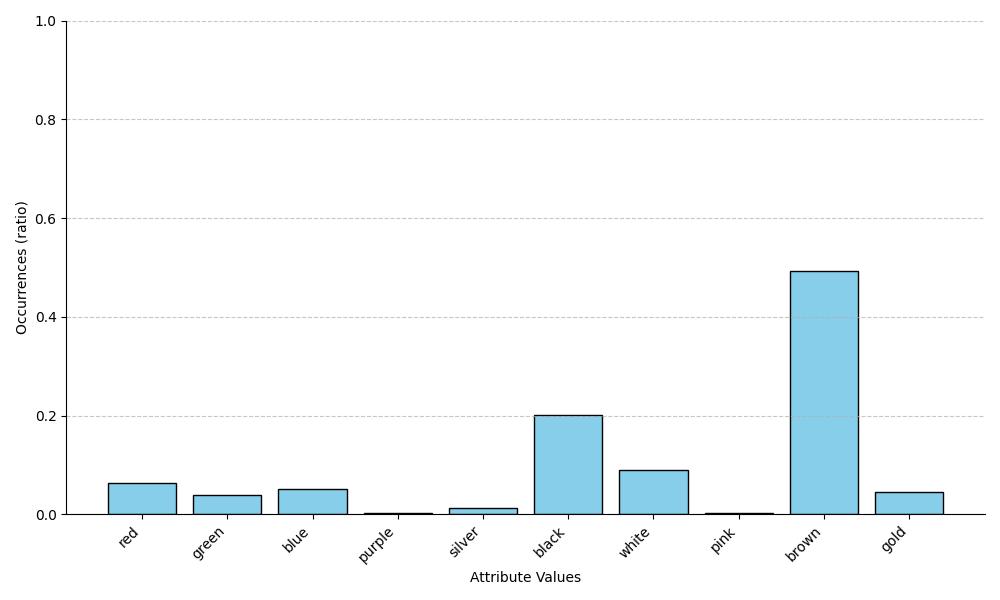 1.0
0.8
0.6
0.4
0.2
0.0
Occurrences (ratio)
red
green
blue
purple
silver
black
white
pink
brown
gold
Attribute Values